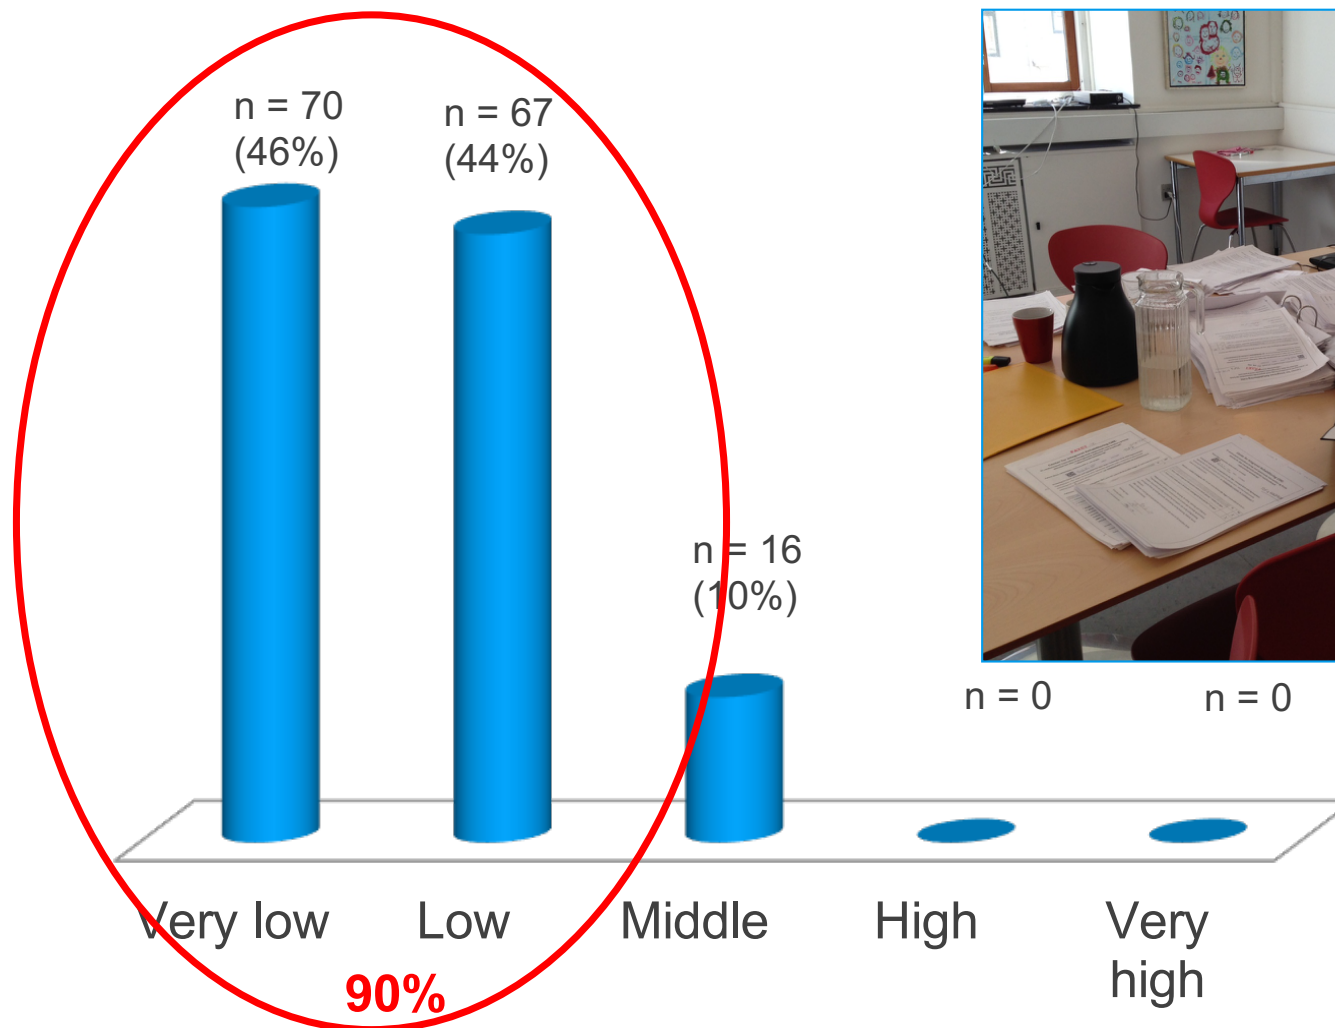 n = 70
(46%)
n = 67
(44%)
n = 16
(10%)
n = 0
n = 0
Very low
Low
Middle
High
Very
high
90%